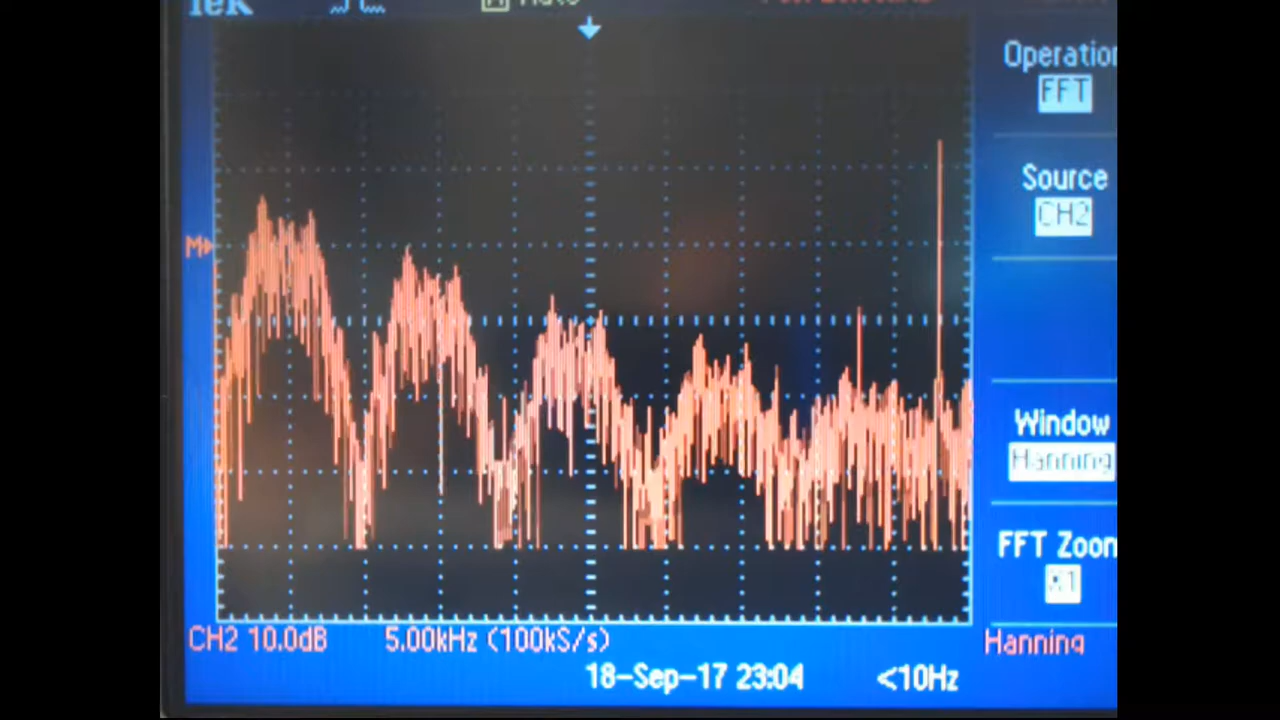 Tek
Operation
FFT
Source
CH2
M
Window
Hanning
FFT Zoom
X1
CH2 10.0dB 5.00kHz (100kS/s)
Hanning
18-Sep-17 23:04 <10Hz